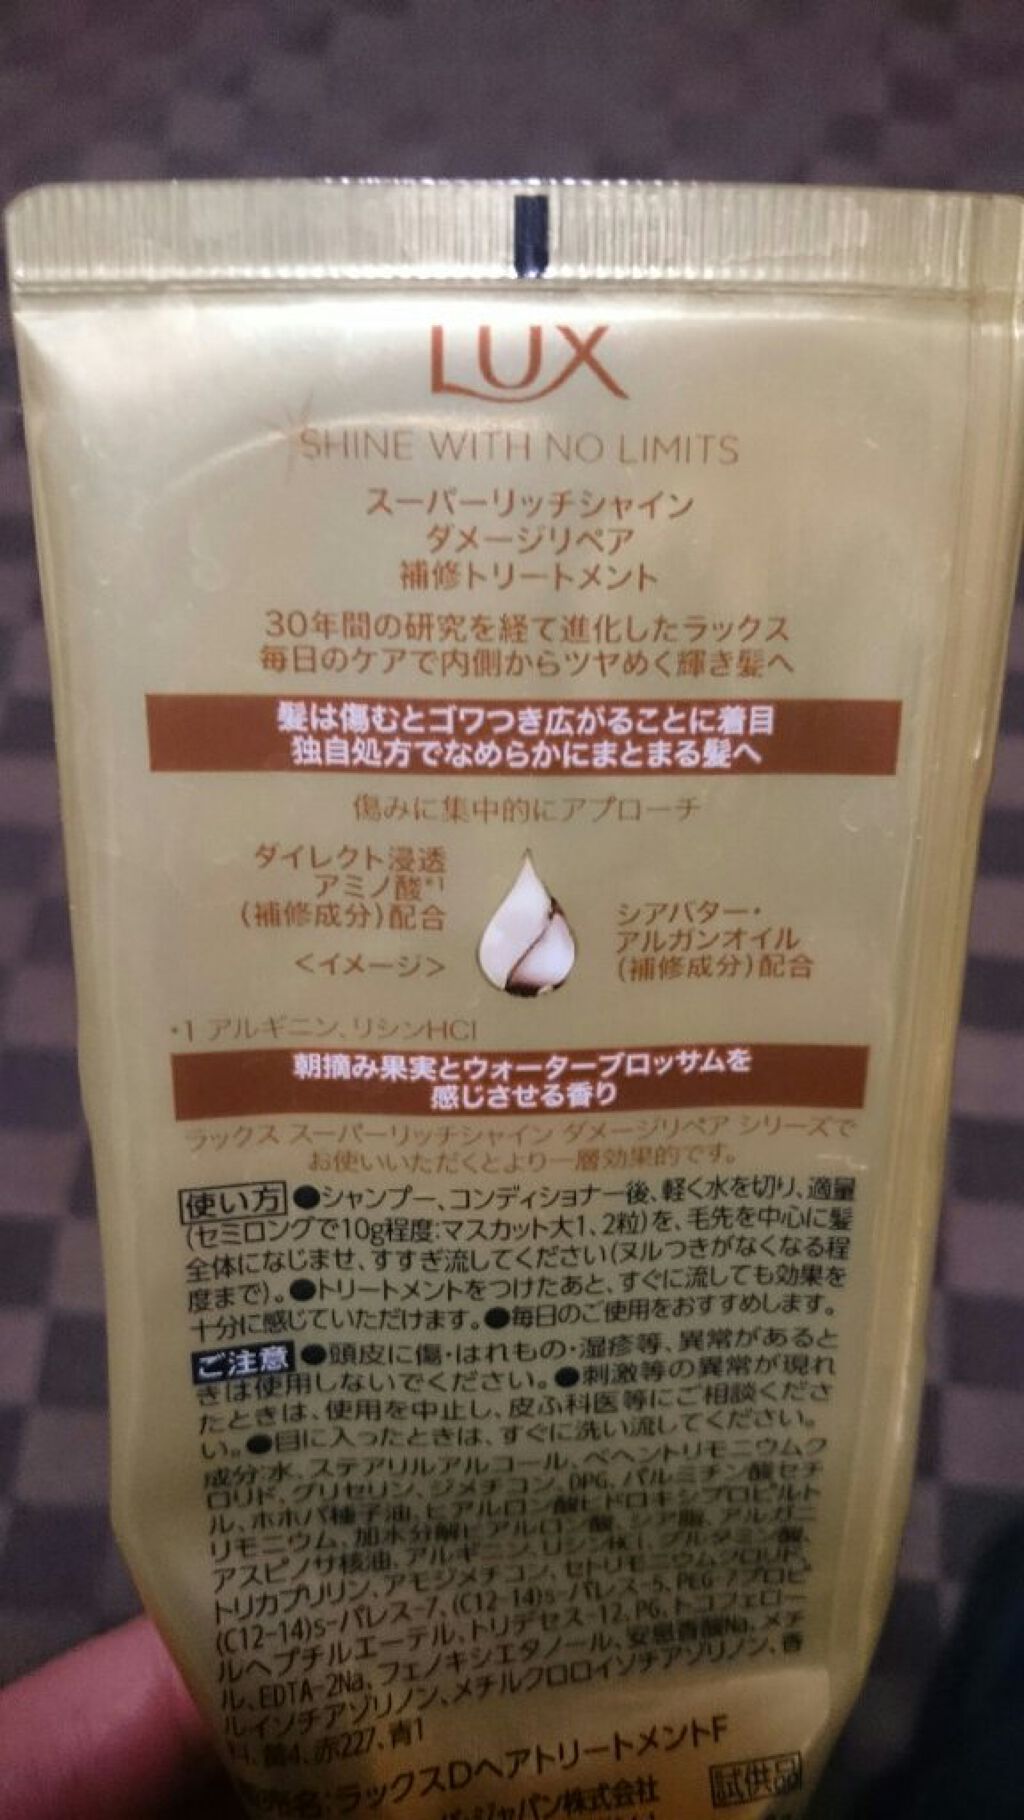 LUX
SHINE WITH NO LIMITS
スーパーリッチシャイン
ダメージリペア
補修トリートメント
30年間の研究を経て進化したラックス
毎日のケアで内側からツヤめく輝き髪へ
髪は傷むとゴワつき広がることに着目
独自処方でなめらかにまとまる髪へ
傷みに集中的にアプローチ
ダイレクト浸透
アミノ酸*1
(補修成分)配合
<イメージ>
シアバター・
アルガンオイル
(補修成分)配合
*1 アルギニン、リシンHCl
朝摘み果実とウォーターブロッサムを
感じさせる香り
ラックス スーパーリッチシャイン ダメージリペア シリーズで
お使いいただくとより一層効果的です。
使い方 ●シャンプー、コンディショナー後、軽く水を切り、適量
(セミロングで10g程度:マスカット大1、2粒)を、毛先を中心に髪
全体になじませ、すすぎ流してください(ヌルつきがなくなる程
度まで)。●トリートメントをつけたあと、すぐに流しても効果を
十分に感じていただけます。●毎日のご使用をおすすめします。
ご注意 ●頭皮に傷・はれもの・湿疹等、異常があると
きは使用しないでください。●刺激等の異常が現れ
たときは、使用を中止し、皮ふ科医等にご相談くださ
い。●目に入ったときは、すぐに洗い流してください。
成分:水、ステアリルアルコール、ベヘントリモニウムク
ロリド、グリセリン、ジメチコン、DPG、パルミチン酸セチ
ル、ホホバ種子油、ヒアルロン酸ヒドロキシプロピルト
リモニウム、加水分解ヒアルロン酸、シア脂、アルガニ
アスピノサ核油、アルギニン、リシンHCl、グルタミン酸、
トリカプリリン、アモジメチコン、セトリモニウムクロリド、
(C12-14)s-パレス-7、(C12-14)s-パレス-5、PEG-7プロピ
ルヘプチルエーテル、トリデセス-12、PG、トコフェロー
ル、EDTA-2Na、フェノキシエタノール、安息香酸Na、メチ
ルイソチアゾリノン、メチルクロロイソチアゾリノン、香
料、黄4、赤227、青1
売名:ラックスDヘアトリートメントF
ジャパン株式会社
試供品